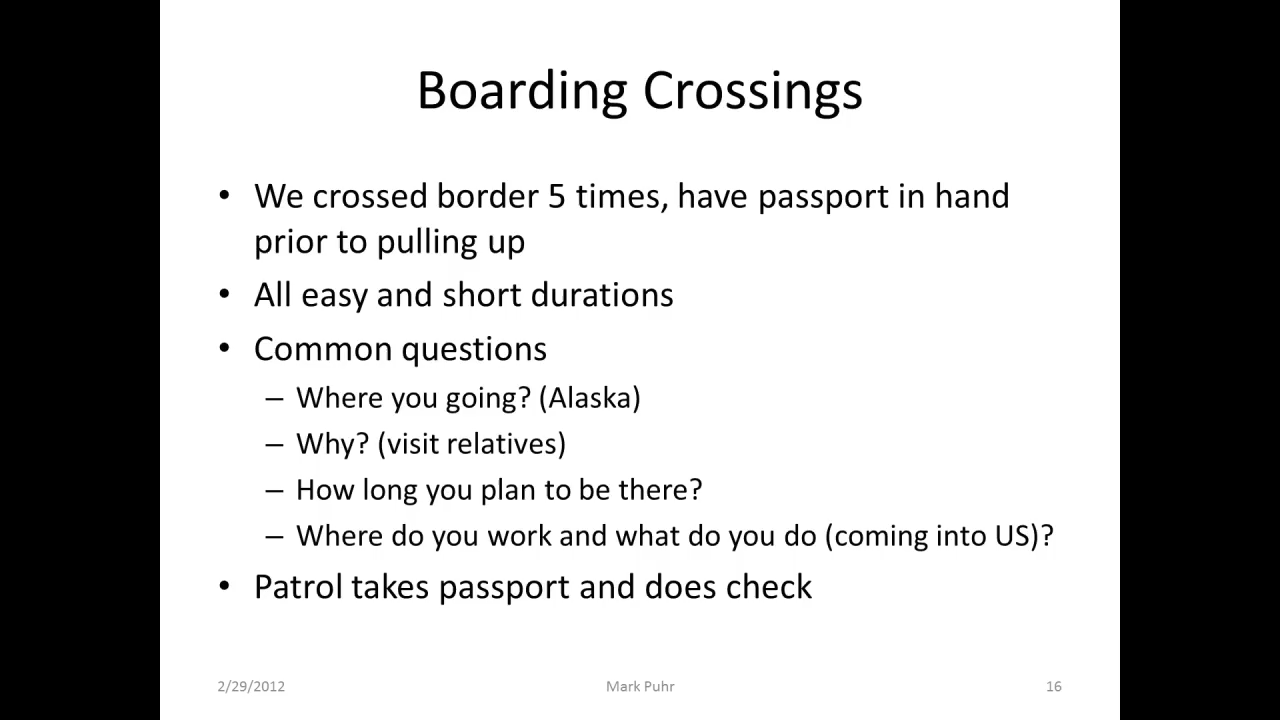 Boarding Crossings
• We crossed border 5 times, have passport in hand
prior to pulling up
• All easy and short durations
• Common questions
– Where you going? (Alaska)
– Why? (visit relatives)
– How long you plan to be there?
– Where do you work and what do you do (coming into US)?
• Patrol takes passport and does check
2/29/2012
Mark Puhr
16